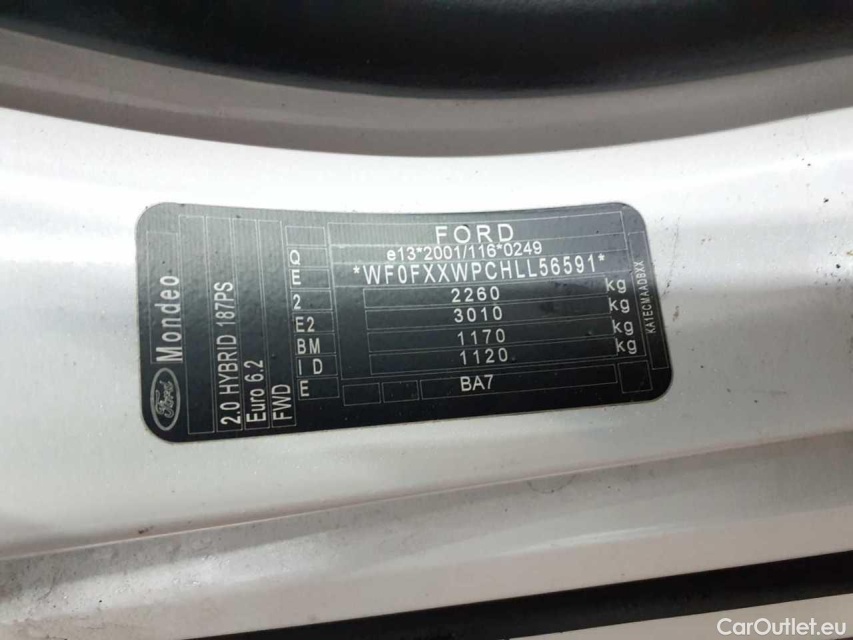 FORD
e13*2001/116*0249
*WF0FXXWPCHLL56591*
2260 kg
3010 kg
1170 kg
1120 kg
BA7
Q
E
2
E2
BM
I D
E
Ford
Mondeo
2.0 HYBRID 187PS
Euro 6.2
FWD
KA1ECMAADBXX
CarOutlet.eu